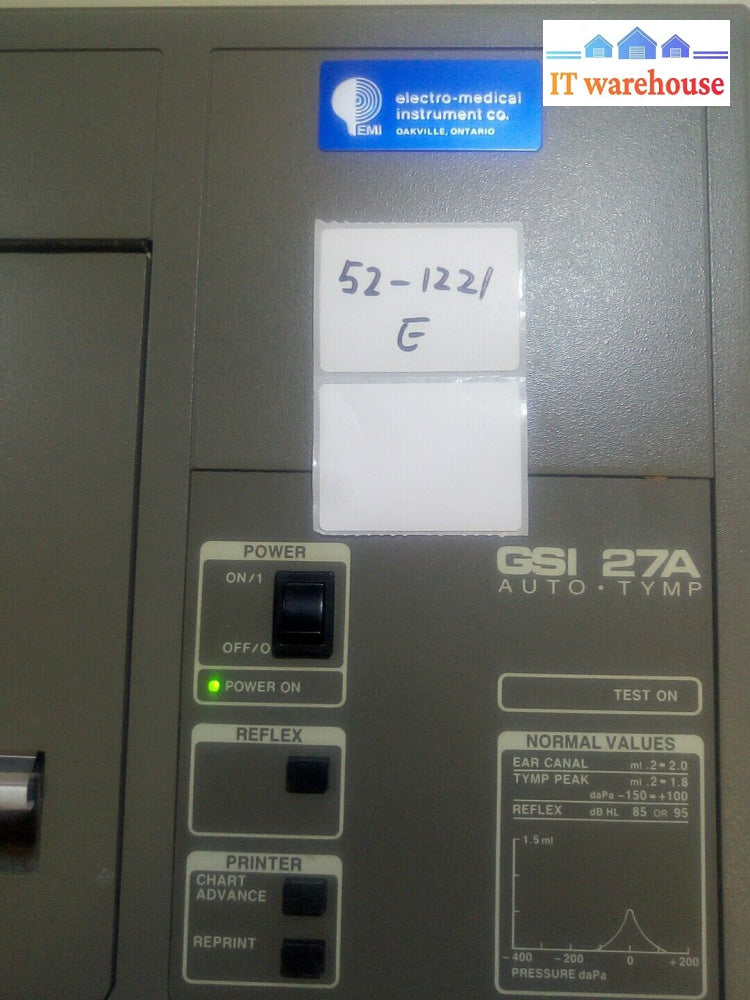 IT warehouse
electro-medical
instrument co.
EMI
OAKVILLE, ONTARIO
52-1221
E
POWER
ON/1
OFF/O
POWER ON
GSI 27A
AUTO · TYMP
TEST ON
REFLEX
NORMAL VALUES
EAR CANAL ml .2-2.0
TYMP PEAK ml .2-1.8
daPa -150-+100
REFLEX dB HL 85 OR 95
1.5 ml
-400 -200 0 +200
PRESSURE daPa
PRINTER
CHART
ADVANCE
REPRINT